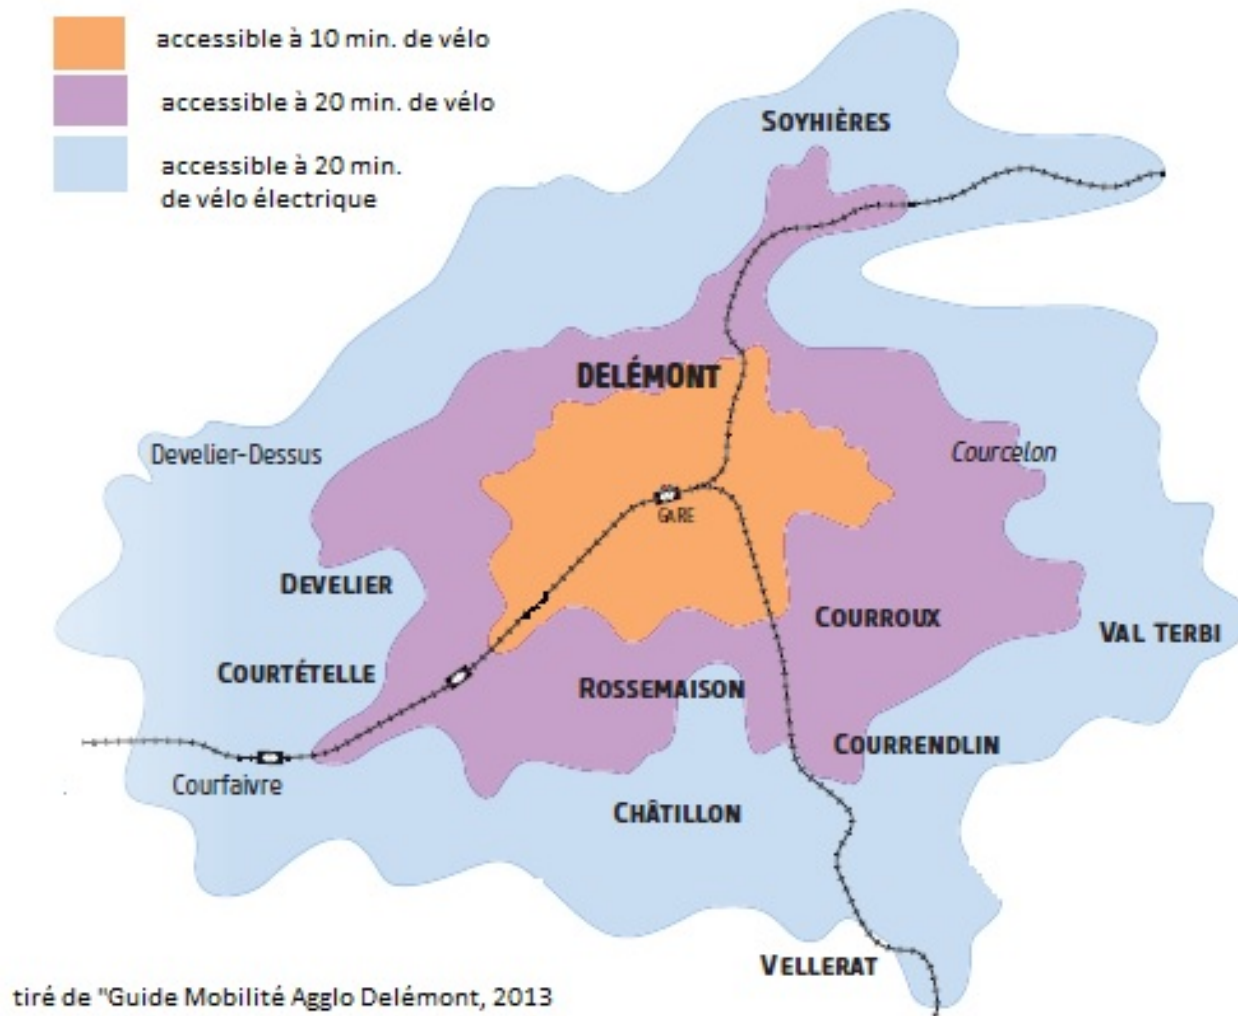 accessible à 10 min. de vélo
accessible à 20 min. de vélo
accessible à 20 min.
de vélo électrique
SOYHIÈRES
DELÉMONT
Develier-Dessus
Courcelon
GARE
DEVELIER
COURROUX
VAL TERBI
COURTÉTELLE
ROSSEMAISON
COURRENDLIN
Courfaivre
CHÂTILLON
VELLERAT
tiré de "Guide Mobilité Agglo Delémont, 2013